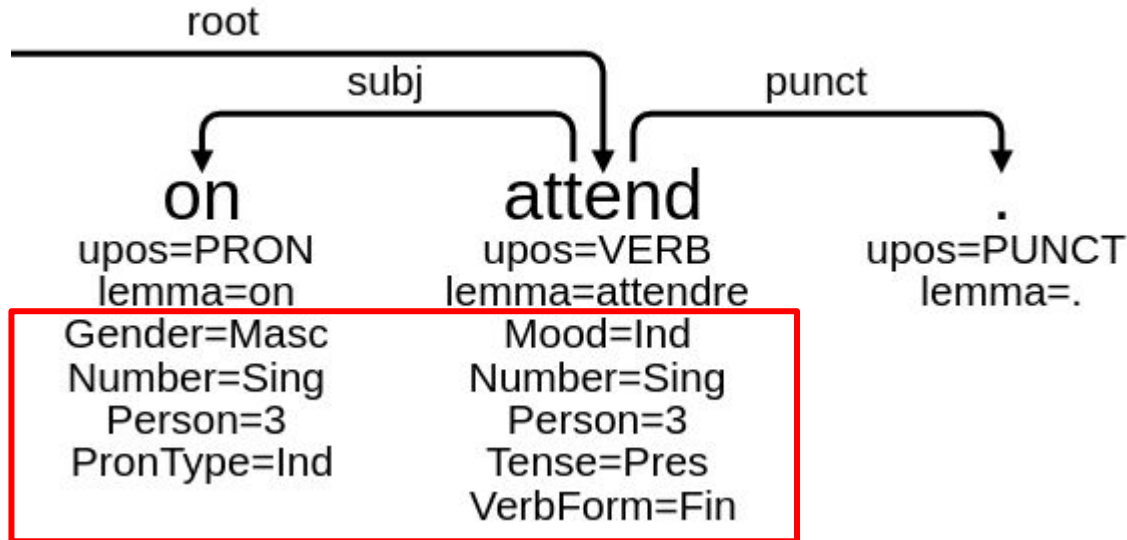 root
subj punct
on attend .
upos=PRON upos=VERB upos=PUNCT
lemma=on lemma=attendre lemma=.
Gender=Masc Mood=Ind
Number=Sing Number=Sing
Person=3 Person=3
PronType=Ind Tense=Pres
VerbForm=Fin